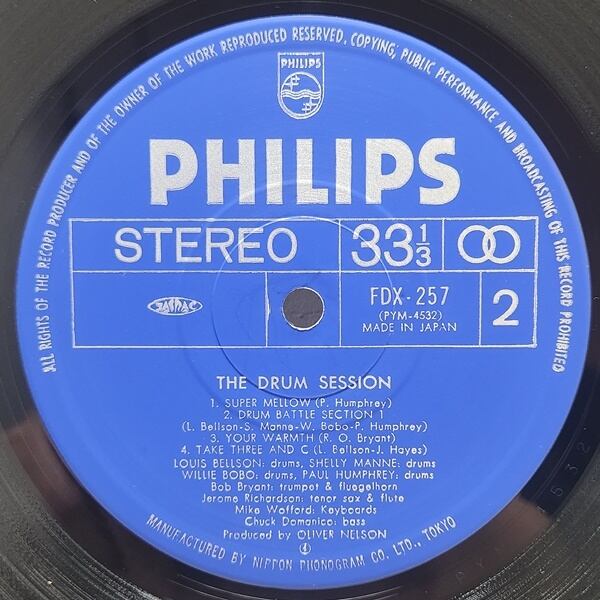 ALL RIGHTS OF THE RECORD PRODUCER AND OF THE OWNER OF THE WORK REPRODUCED RESERVED. COPYING, PUBLIC PERFORMANCE AND BROADCASTING OF THIS RECORD PROHIBITED
PHILIPS
PHILIPS
STEREO 33 1/3
FDX-257
(PYM-4532)
MADE IN JAPAN
JASRAC
2
THE DRUM SESSION
1. SUPER MELLOW (P. Humphrey)
2. DRUM BATTLE SECTION 1
(L. Bellson-S. Manne-W. Bobo-P. Humphrey)
3. YOUR WARMTH (R. O. Bryant)
4. TAKE THREE AND C (L. Bellson-J. Hayes)
LOUIS BELLSON: drums, SHELLY MANNE: drums
WILLIE BOBO: drums, PAUL HUMPHREY: drums
Bob Bryant: trumpet & fluegelhorn
Jerome Richardson: tenor sax & flute
Mike Wofford: Keyboards
Chuck Domanico: bass
Produced by OLIVER NELSON
MANUFACTURED BY NIPPON PHONOGRAM CO. LTD., TOKYO